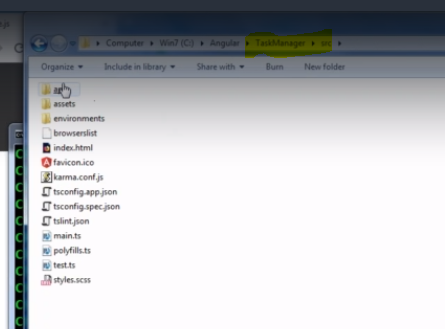 Computer Win7 (C:) Angular TaskManager src
Organize Include in library Share with Burn New folder
assets
environments
browserslist
index.html
favicon.ico
karma.conf.js
tsconfig.app.json
tsconfig.spec.json
tslint.json
main.ts
polyfills.ts
test.ts
styles.scss